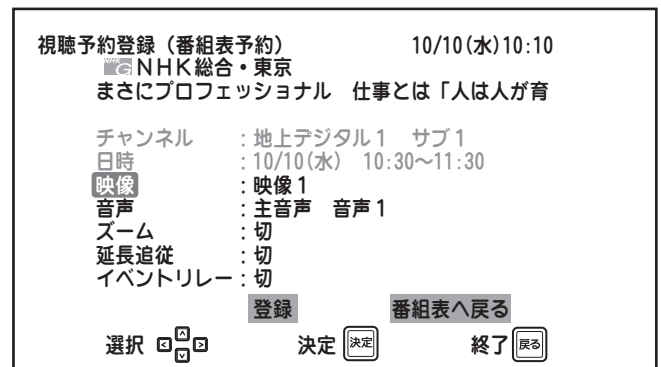 視聴予約登録（番組表予約） 10/10(水)10:10
NHK G NHK総合・東京
まさにプロフェッショナル 仕事とは「人は人が育
チャンネル ：地上デジタル1 サブ1
日時 ：10/10(水) 10:30～11:30
映像 ：映像1
音声 ：主音声 音声1
ズーム ：切
延長追従 ：切
イベントリレー：切
登録 番組表へ戻る
選択 決定 決定 終了 戻る